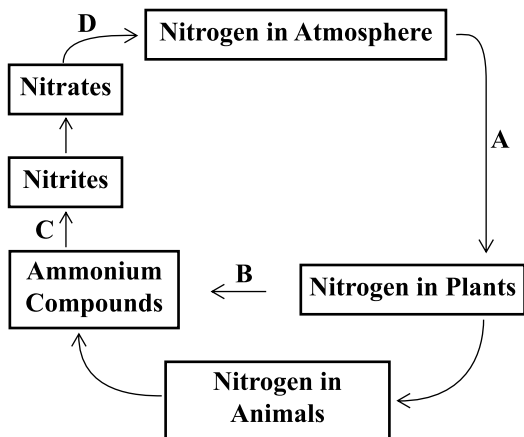 D
Nitrogen in Atmosphere
Nitrates
A
Nitrites
C
Ammonium
Compounds
B
Nitrogen in Plants
Nitrogen in
Animals